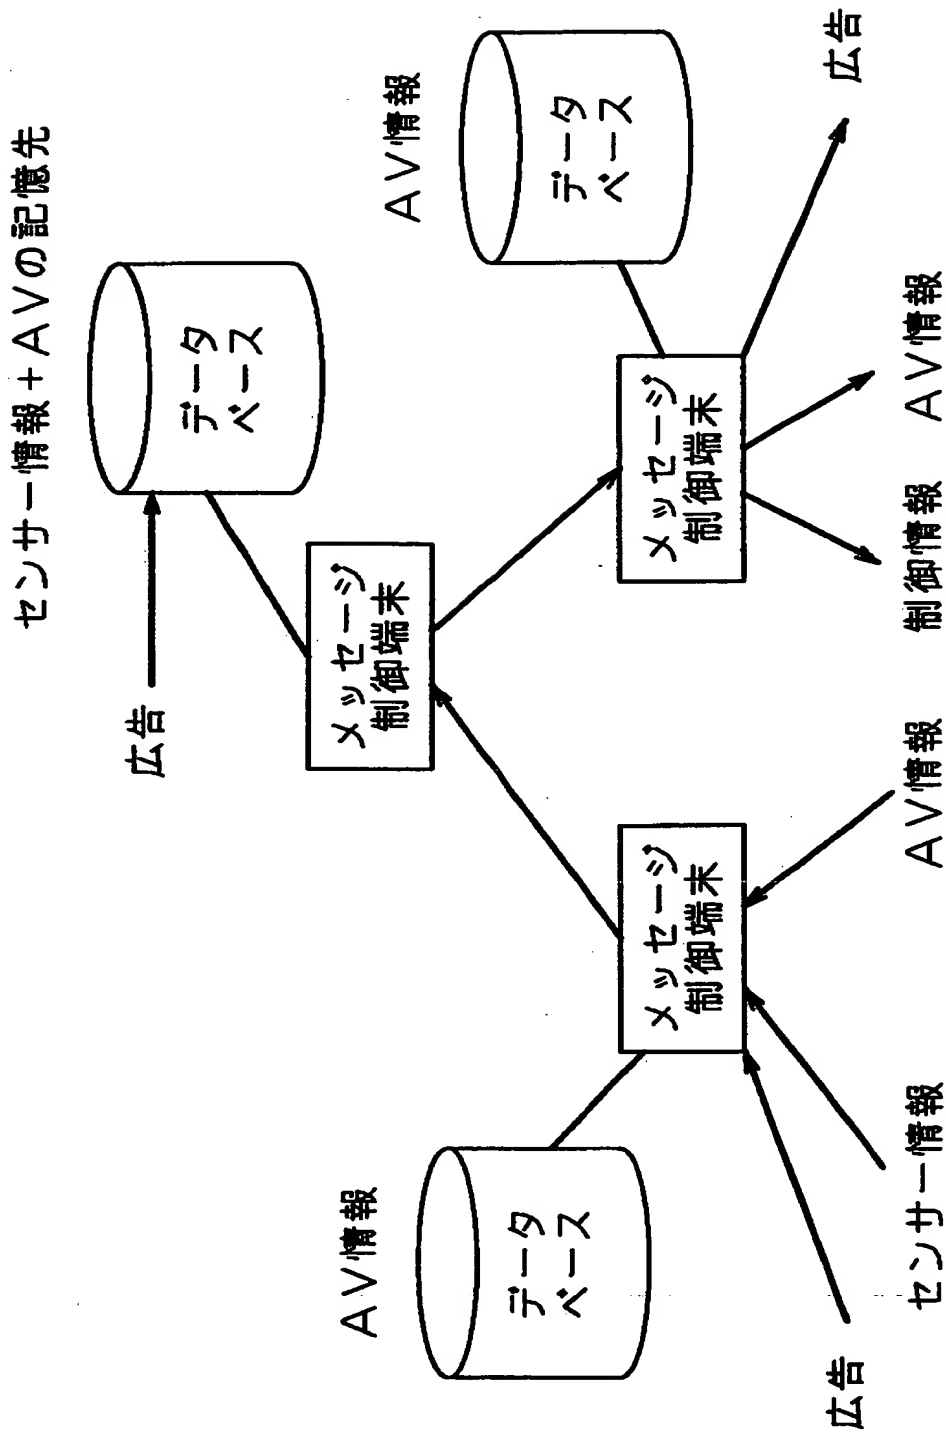 センサー情報+AVの記憶先
広告
データ
ベース
メッセージ
制御端末
AV情報
データ
ベース
AV情報
データ
ベース
メッセージ
制御端末
メッセージ
制御端末
広告
センサー情報
AV情報
制御情報
AV情報
広告